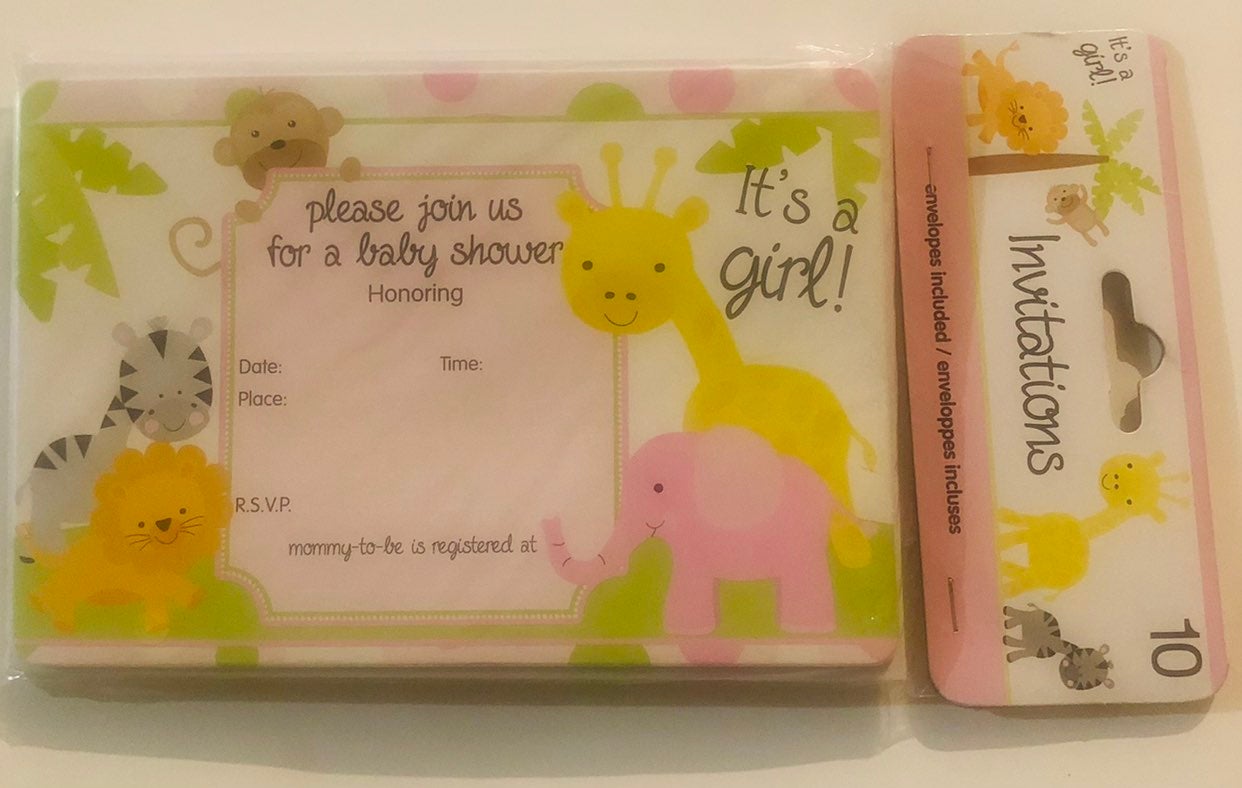 please join us
for a baby shower
Honoring
Date:
Time:
Place:
R.S.V.P.
mommy-to-be is registered at
It's a
girl!
envelopes included / enveloppes incluses
It's a
girl!
Invitations
10